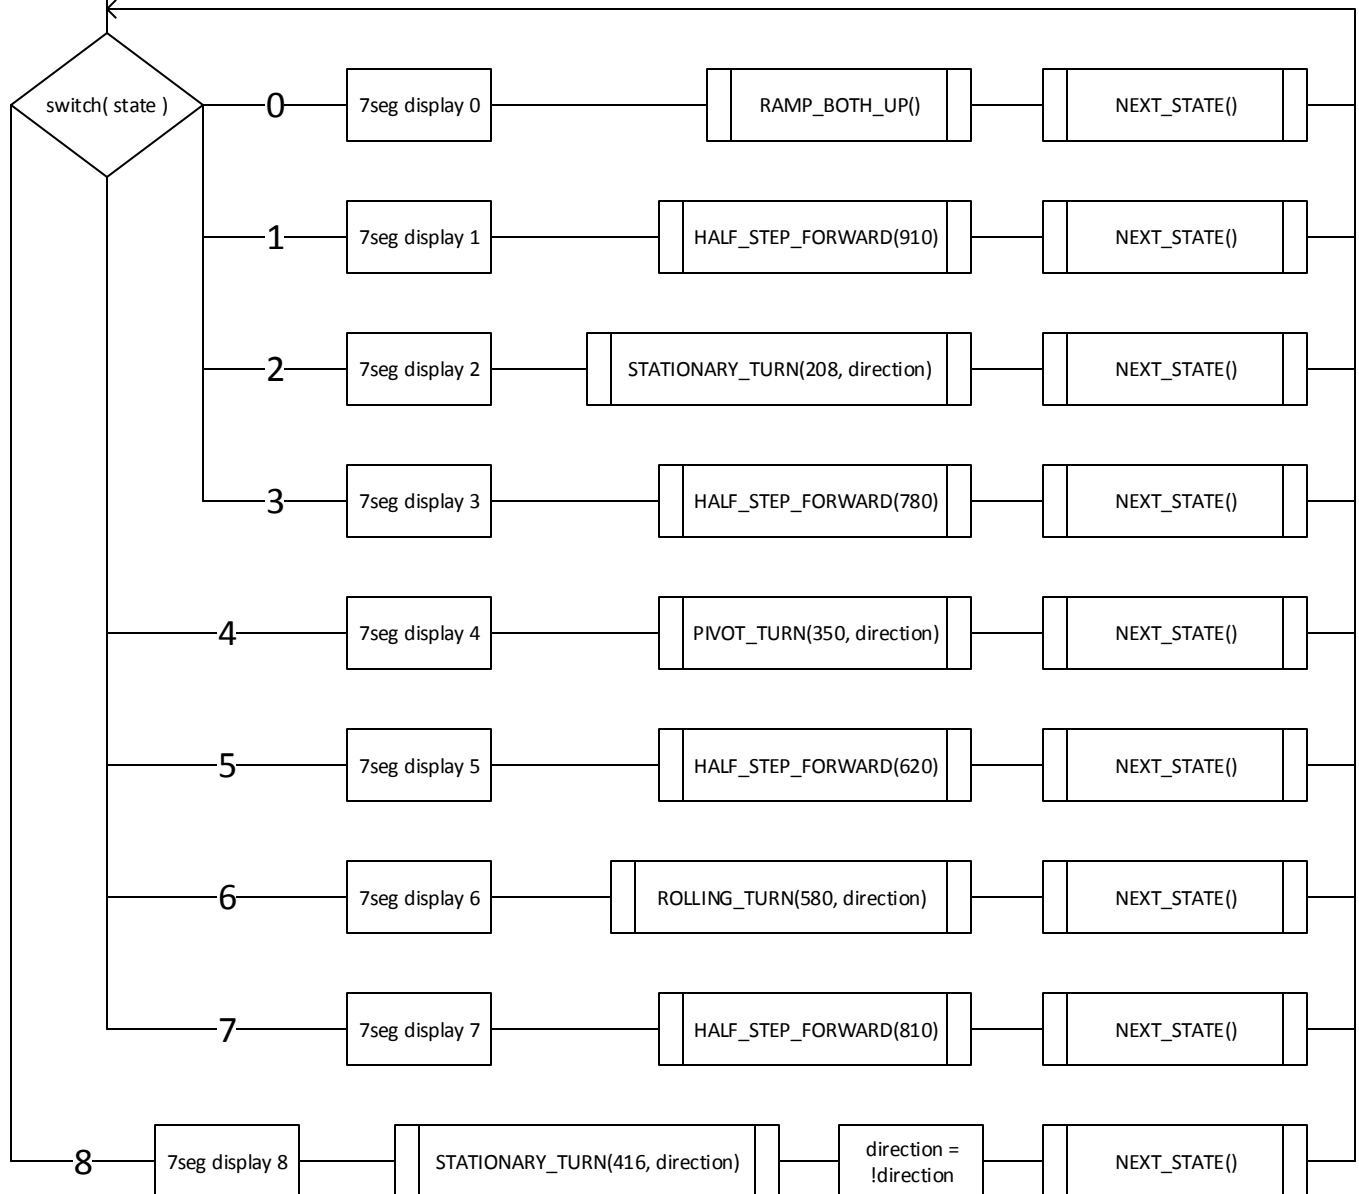 switch( state )
0
7seg display 0
RAMP_BOTH_UP()
NEXT_STATE()
1
7seg display 1
HALF_STEP_FORWARD(910)
NEXT_STATE()
2
7seg display 2
STATIONARY_TURN(208, direction)
NEXT_STATE()
3
7seg display 3
HALF_STEP_FORWARD(780)
NEXT_STATE()
4
7seg display 4
PIVOT_TURN(350, direction)
NEXT_STATE()
5
7seg display 5
HALF_STEP_FORWARD(620)
NEXT_STATE()
6
7seg display 6
ROLLING_TURN(580, direction)
NEXT_STATE()
7
7seg display 7
HALF_STEP_FORWARD(810)
NEXT_STATE()
8
7seg display 8
STATIONARY_TURN(416, direction)
direction =
!direction
NEXT_STATE()